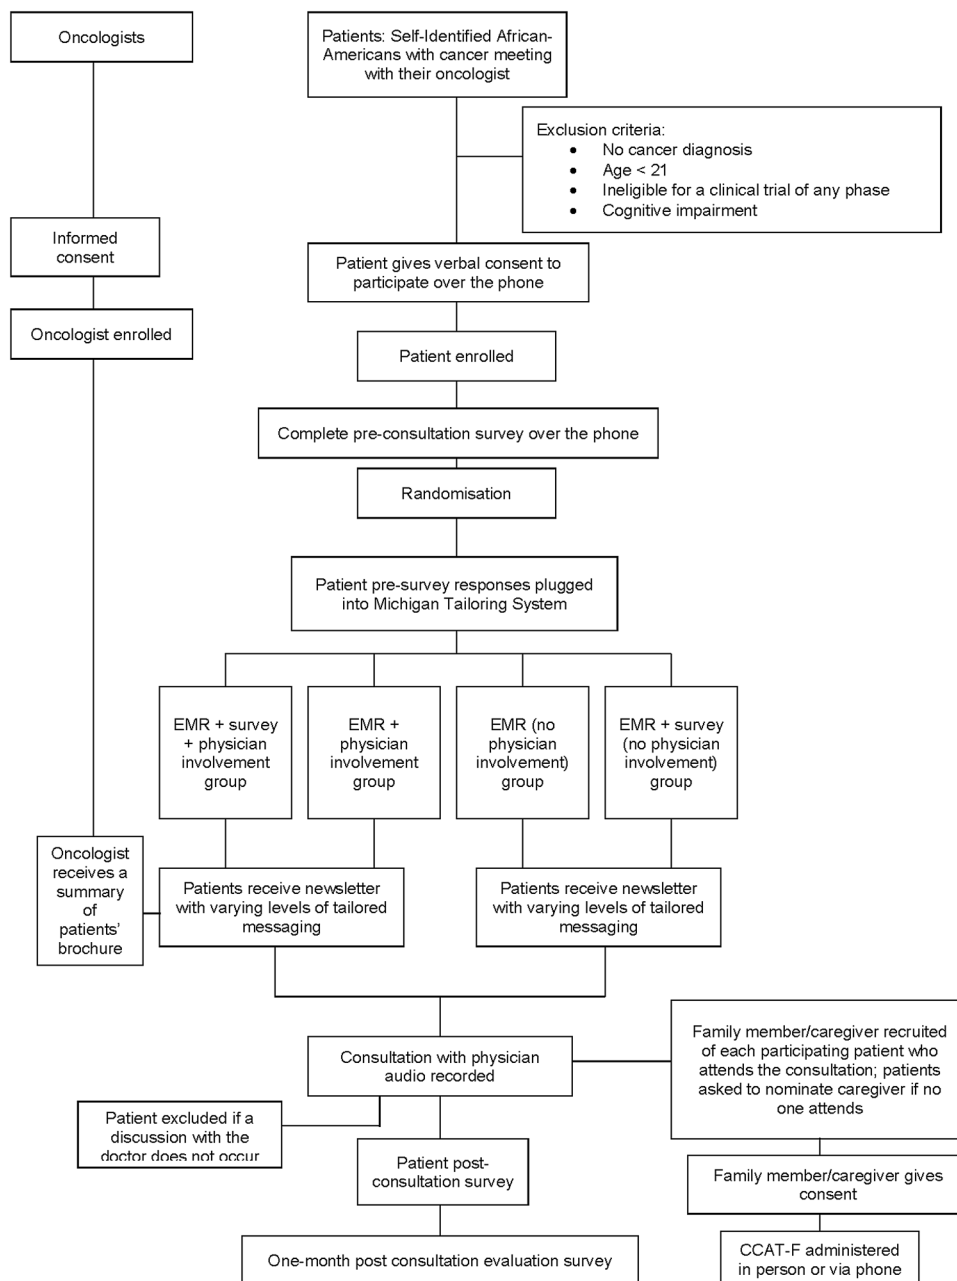 Oncologists
Patients: Self-Identified African-
Americans with cancer meeting
with their oncologist
Exclusion criteria:
• No cancer diagnosis
• Age < 21
• Ineligible for a clinical trial of any phase
• Cognitive impairment
Informed
consent
Patient gives verbal consent to
participate over the phone
Oncologist enrolled
Patient enrolled
Complete pre-consultation survey over the phone
Randomisation
Patient pre-survey responses plugged
into Michigan Tailoring System
EMR + survey
+ physician
involvement
group
EMR +
physician
involvement
group
EMR (no
physician
involvement)
group
EMR + survey
(no physician
involvement)
group
Oncologist
receives a
summary
of
patients’
brochure
Patients receive newsletter
with varying levels of tailored
messaging
Patients receive newsletter
with varying levels of tailored
messaging
Consultation with physician
audio recorded
Family member/caregiver recruited
of each participating patient who
attends the consultation; patients
asked to nominate caregiver if no
one attends
Patient excluded if a
discussion with the
doctor does not occur
Patient post-
consultation survey
Family member/caregiver gives
consent
One-month post consultation evaluation survey
CCAT-F administered
in person or via phone